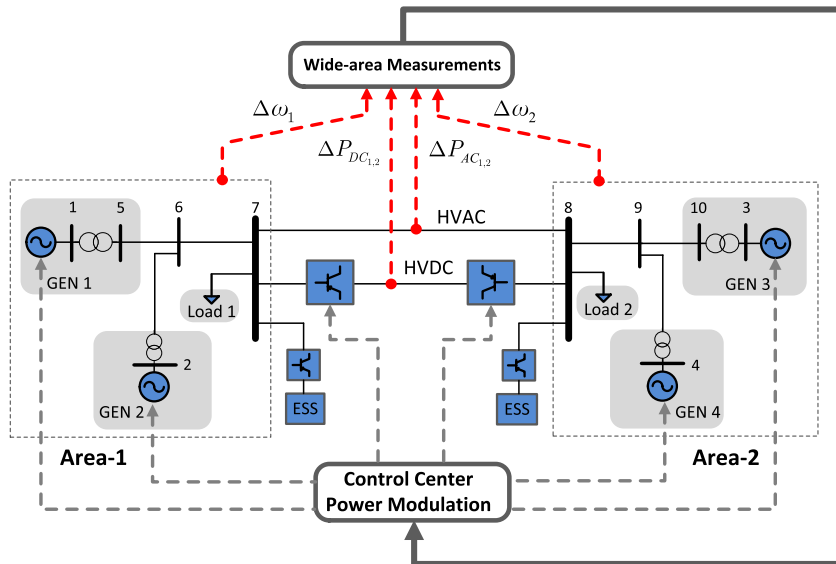 Wide-area Measurements
Δω₁
Δω₂
ΔP_DC₁,₂
ΔP_AC₁,₂
1
5
6
7
HVAC
8
9
10
3
GEN 1
HVDC
GEN 3
Load 1
Load 2
2
4
GEN 2
ESS
ESS
GEN 4
Area-1
Area-2
Control Center
Power Modulation